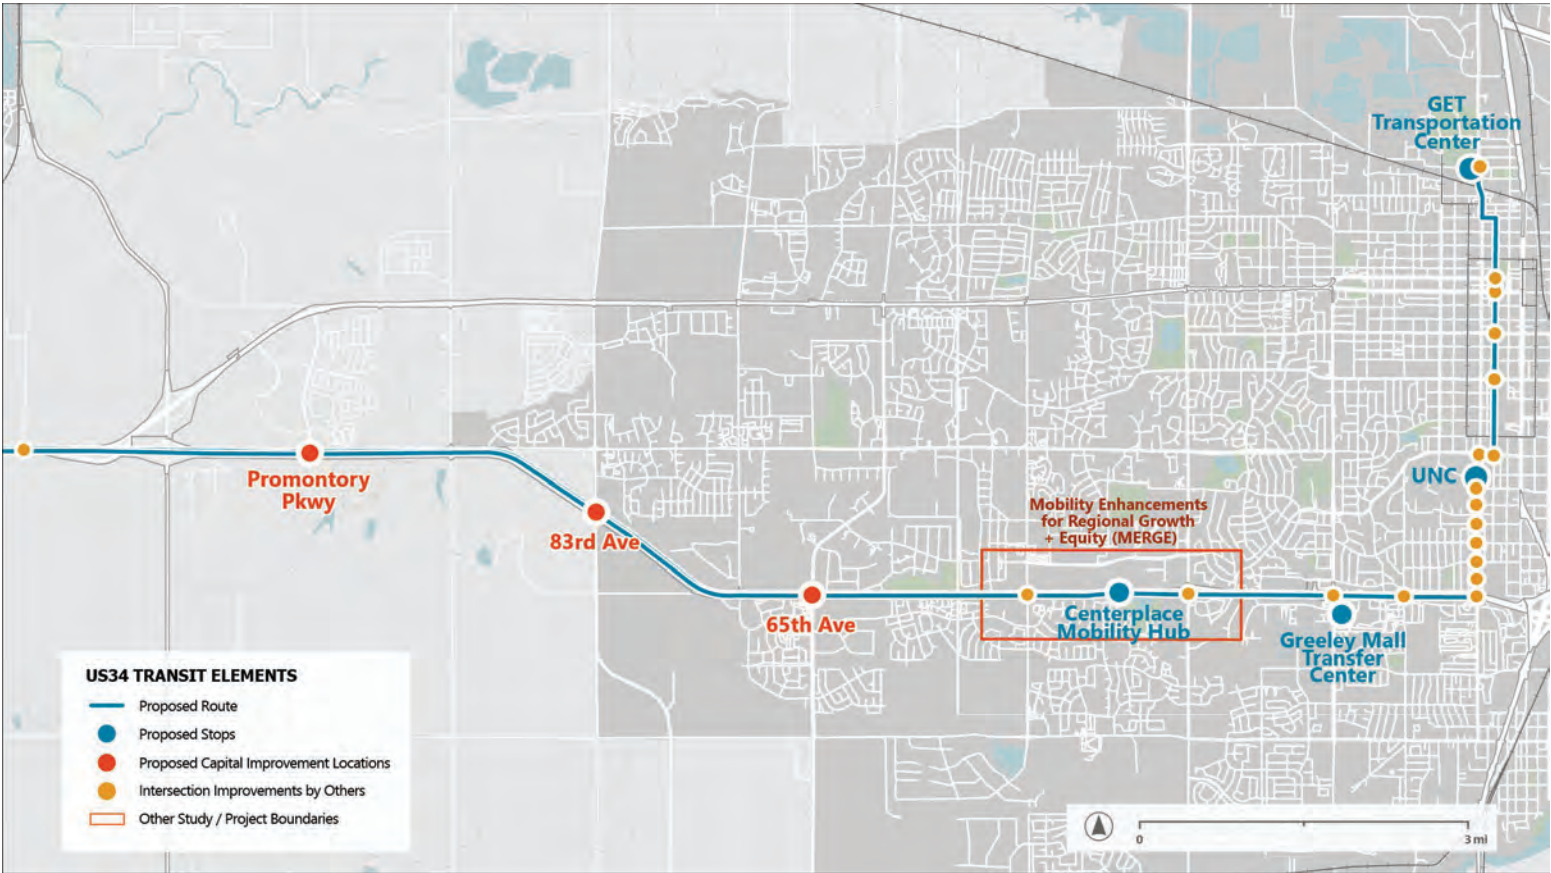 GET
Transportation
Center
Promontory
Pkwy
UNC
83rd Ave
Mobility Enhancements
for Regional Growth
+ Equity (MERGE)
65th Ave
Centerplace
Mobility Hub
Greeley Mall
Transfer
Center
US34 TRANSIT ELEMENTS
Proposed Route
Proposed Stops
Proposed Capital Improvement Locations
Intersection Improvements by Others
Other Study / Project Boundaries
0
3 mi